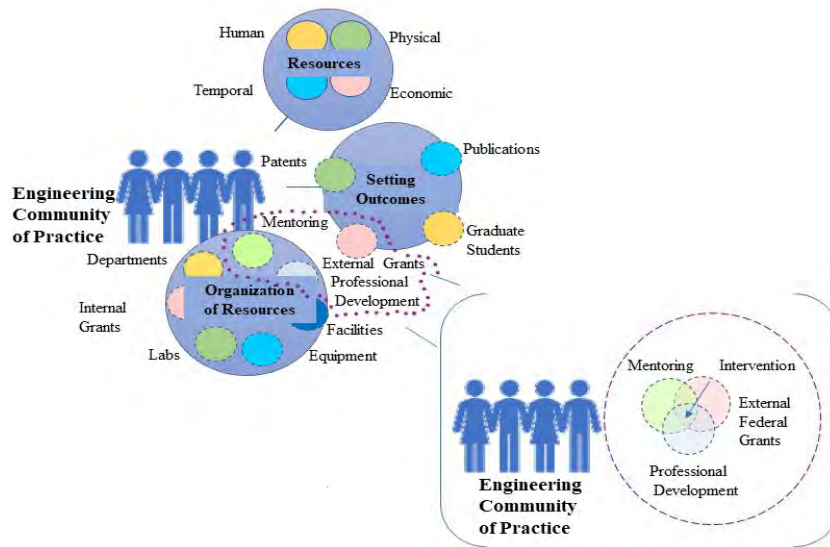 Human
Physical
Resources
Temporal
Economic
Patents
Publications
Setting
Outcomes
Engineering
Community
of Practice
Mentoring
Graduate
Students
External Grants
Departments
Professional
Development
Organization
of Resources
Internal
Grants
Facilities
Labs
Equipment
Mentoring
Intervention
External
Federal
Grants
Professional
Development
Engineering
Community
of Practice